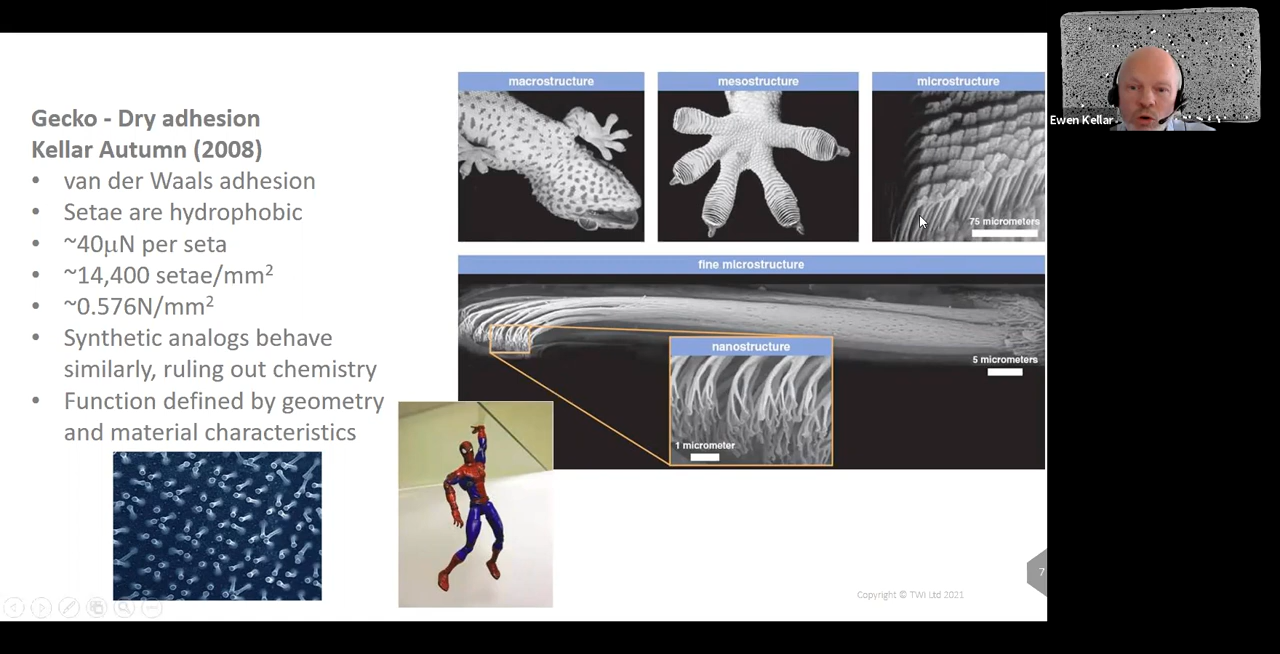 Gecko - Dry adhesion
Kellar Autumn (2008)
• van der Waals adhesion
• Setae are hydrophobic
• ~40μN per seta
• ~14,400 setae/mm²
• ~0.576N/mm²
• Synthetic analogs behave
similarly, ruling out chemistry
• Function defined by geometry
and material characteristics
macrostructure
mesostructure
microstructure
75 micrometers
fine microstructure
5 micrometers
nanostructure
1 micrometer
7
Copyright © TWI Ltd 2021
Ewen Kellar